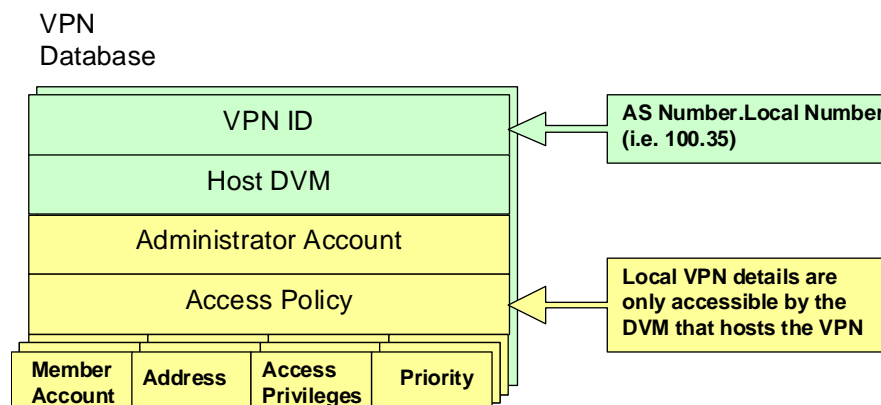 VPN
Database
VPN ID
AS Number.Local Number
(i.e. 100.35)
Host DVM
Administrator Account
Access Policy
Local VPN details are
only accessible by the
DVM that hosts the VPN
Member
Account
Address
Access
Privileges
Priority